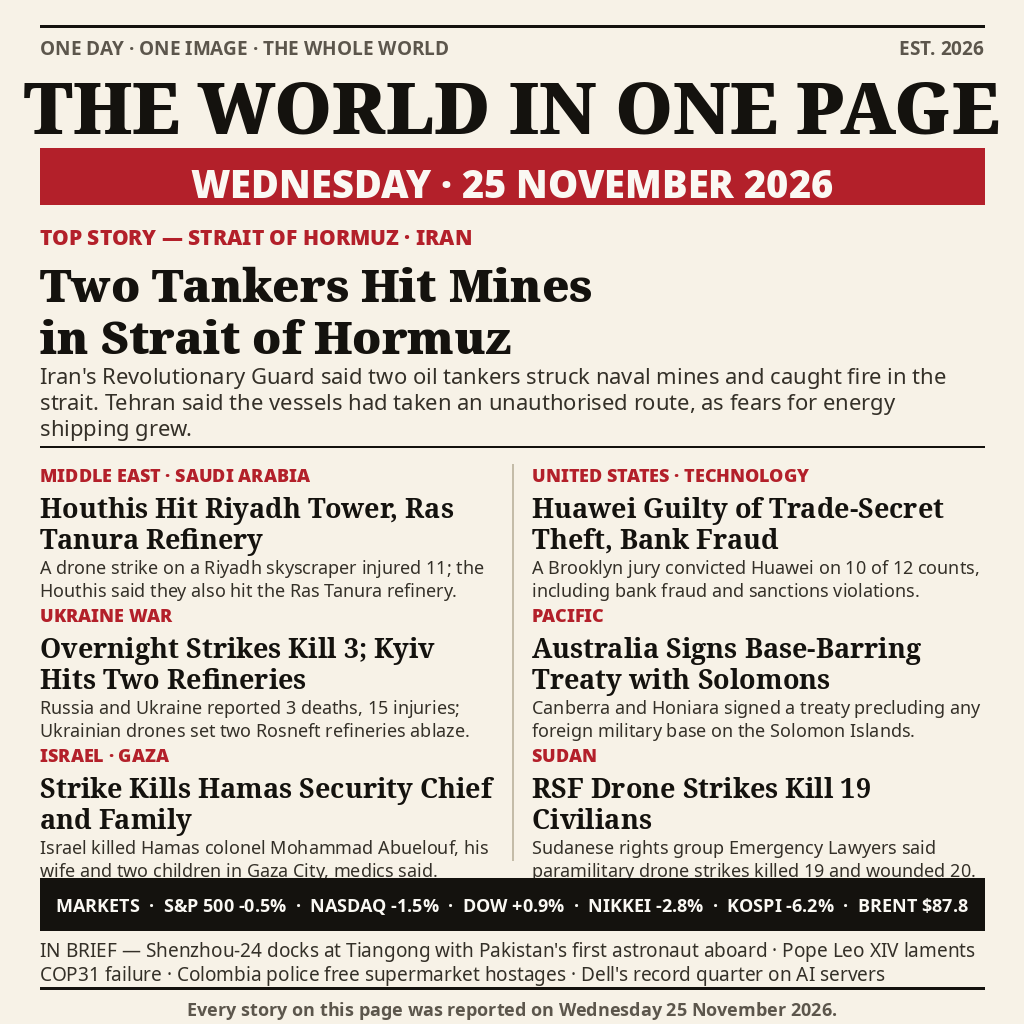 ONE DAY · ONE IMAGE · THE WHOLE WORLD
EST. 2026
THE WORLD IN ONE PAGE
WEDNESDAY · 25 NOVEMBER 2026
TOP STORY — STRAIT OF HORMUZ · IRAN
Two Tankers Hit Mines
in Strait of Hormuz
Iran's Revolutionary Guard said two oil tankers struck naval mines and caught fire in the
strait. Tehran said the vessels had taken an unauthorised route, as fears for energy
shipping grew.
MIDDLE EAST · SAUDI ARABIA
Houthis Hit Riyadh Tower, Ras
Tanura Refinery
A drone strike on a Riyadh skyscraper injured 11; the
Houthis said they also hit the Ras Tanura refinery.
UKRAINE WAR
Overnight Strikes Kill 3; Kyiv
Hits Two Refineries
Russia and Ukraine reported 3 deaths, 15 injuries;
Ukrainian drones set two Rosneft refineries ablaze.
ISRAEL · GAZA
Strike Kills Hamas Security Chief
and Family
Israel killed Hamas colonel Mohammad Abuelouf, his
wife and two children in Gaza City, medics said.
UNITED STATES · TECHNOLOGY
Huawei Guilty of Trade-Secret
Theft, Bank Fraud
A Brooklyn jury convicted Huawei on 10 of 12 counts,
including bank fraud and sanctions violations.
PACIFIC
Australia Signs Base-Barring
Treaty with Solomons
Canberra and Honiara signed a treaty precluding any
foreign military base on the Solomon Islands.
SUDAN
RSF Drone Strikes Kill 19
Civilians
Sudanese rights group Emergency Lawyers said
paramilitary drone strikes killed 19 and wounded 20.
MARKETS · S&P 500 -0.5% · NASDAQ -1.5% · DOW +0.9% · NIKKEI -2.8% · KOSPI -6.2% · BRENT $87.8
IN BRIEF — Shenzhou-24 docks at Tiangong with Pakistan's first astronaut aboard · Pope Leo XIV laments
COP31 failure · Colombia police free supermarket hostages · Dell's record quarter on AI servers
Every story on this page was reported on Wednesday 25 November 2026.